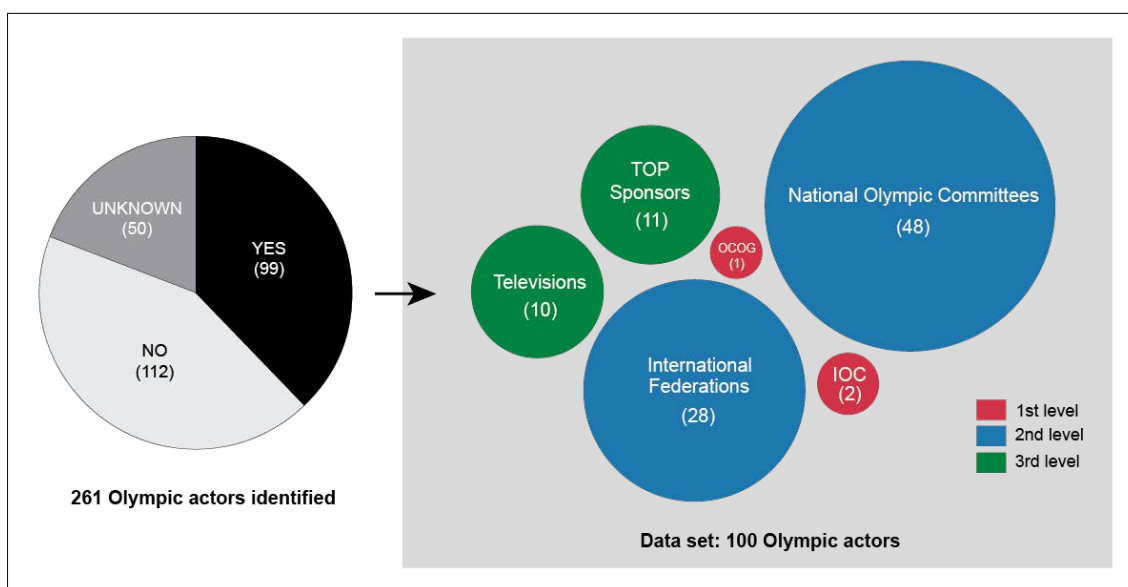 UNKNOWN
(50)
YES
(99)
NO
(112)
261 Olympic actors identified
TOP
Sponsors
(11)
OCOG
(1)
National Olympic Committees
(48)
Televisions
(10)
International
Federations
(28)
IOC
(2)
1st level
2nd level
3rd level
Data set: 100 Olympic actors